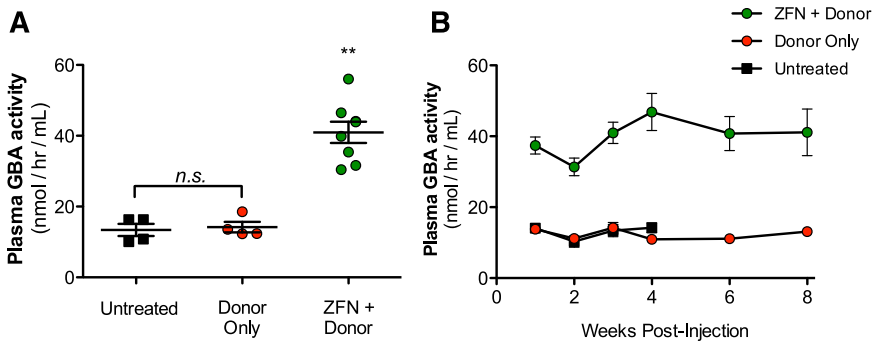 A
Plasma GBA activity
(nmol / hr / mL)
60
40
20
0
**
n.s.
Untreated
Donor
Only
ZFN +
Donor
B
ZFN + Donor
Donor Only
Untreated
Plasma GBA activity
(nmol / hr / mL)
60
40
20
0
0
2
4
6
8
Weeks Post-Injection